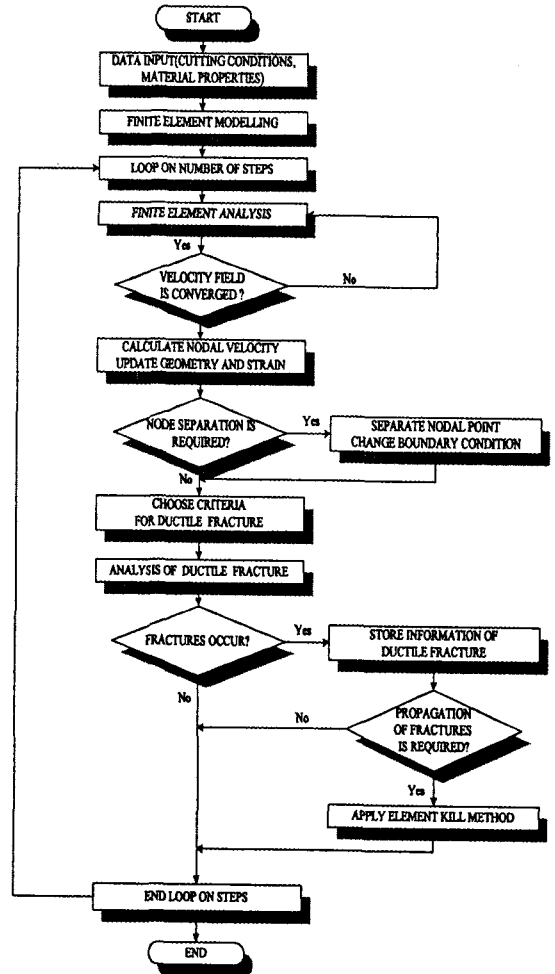 START
DATA INPUT(CUTTING CONDITIONS,
MATERIAL PROPERTIES)
FINITE ELEMENT MODELLING
LOOP ON NUMBER OF STEPS
FINITE ELEMENT ANALYSIS
Yes
VELOCITY FIELD
IS CONVERGED ?
No
CALCULATE NODAL VELOCITY
UPDATE GEOMETRY AND STRAIN
NODE SEPARATION IS
REQUIRED?
Yes
SEPARATE NODAL POINT
CHANGE BOUNDARY CONDITION
No
CHOOSE CRITERIA
FOR DUCTILE FRACTURE
ANALYSIS OF DUCTILE FRACTURE
FRACTURES OCCUR?
Yes
STORE INFORMATION OF
DUCTILE FRACTURE
No
PROPAGATION
OF FRACTURES
IS REQUIRED?
No
Yes
APPLY ELEMENT KILL METHOD
END LOOP ON STEPS
END